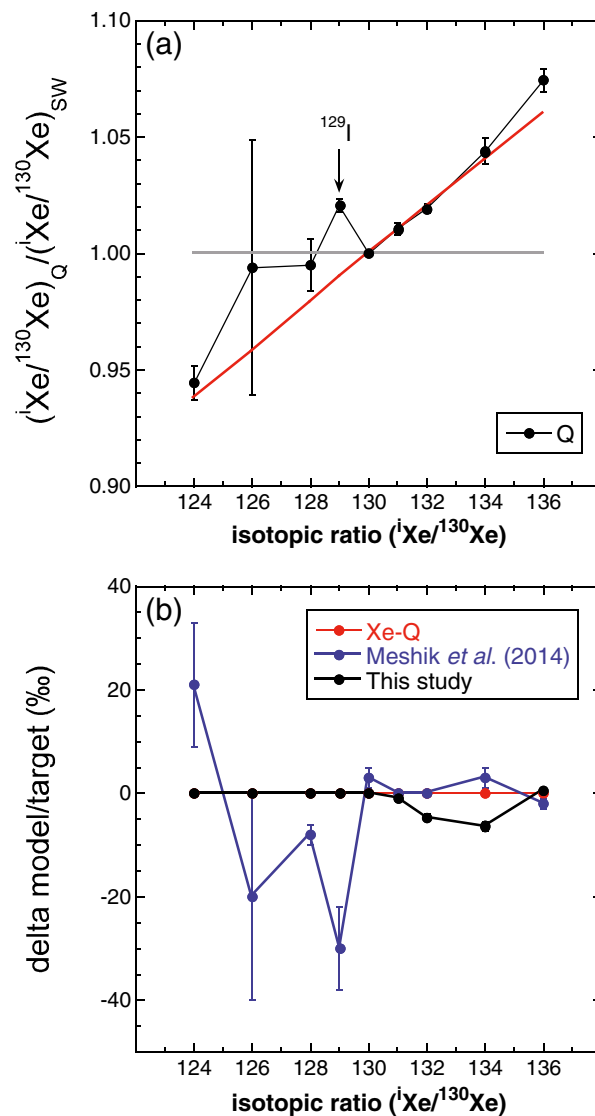 (a)
(ⁱXe/¹³⁰Xe)Q/(ⁱXe/¹³⁰Xe)SW
1.10
1.05
1.00
0.95
0.90
¹²⁹I
Q
124 126 128 130 132 134 136
isotopic ratio (ⁱXe/¹³⁰Xe)
(b)
delta model/target (‰)
40
20
0
-20
-40
Xe-Q
Meshik et al. (2014)
This study
124 126 128 130 132 134 136
isotopic ratio (ⁱXe/¹³⁰Xe)